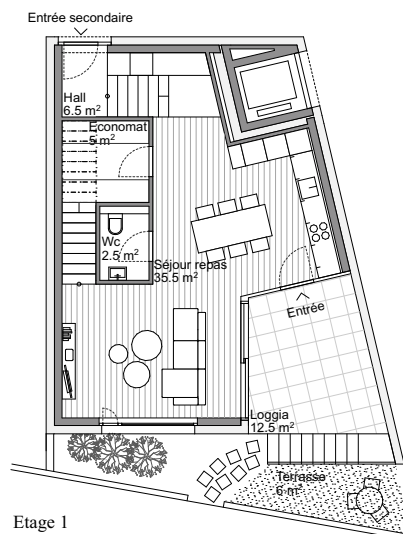 Entrée secondaire
Hall
6.5 m²
Economat
5 m²
Wc
2.5 m²
Séjour repas
35.5 m²
Entrée
Loggia
12.5 m²
Terrasse
6 m²
Etage 1